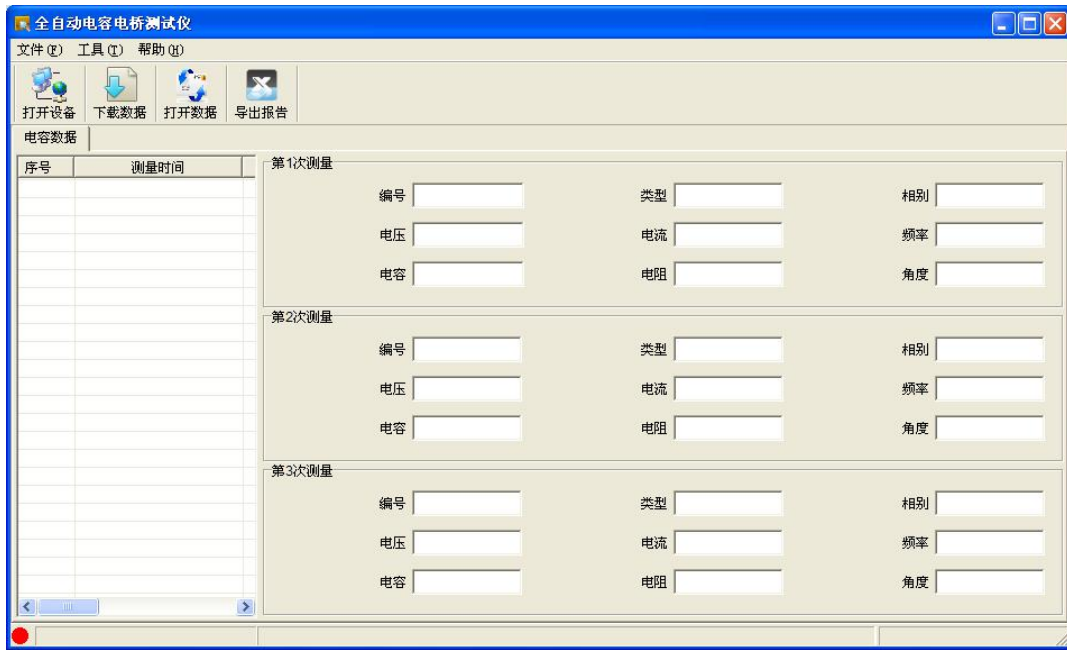 全自动电容电桥测试仪
文件(F) 工具(T) 帮助(H)
打开设备 下载数据 打开数据 导出报告
电容数据
序号 测量时间
第1次测量
编号 类型 相别
电压 电流 频率
电容 电阻 角度
第2次测量
编号 类型 相别
电压 电流 频率
电容 电阻 角度
第3次测量
编号 类型 相别
电压 电流 频率
电容 电阻 角度